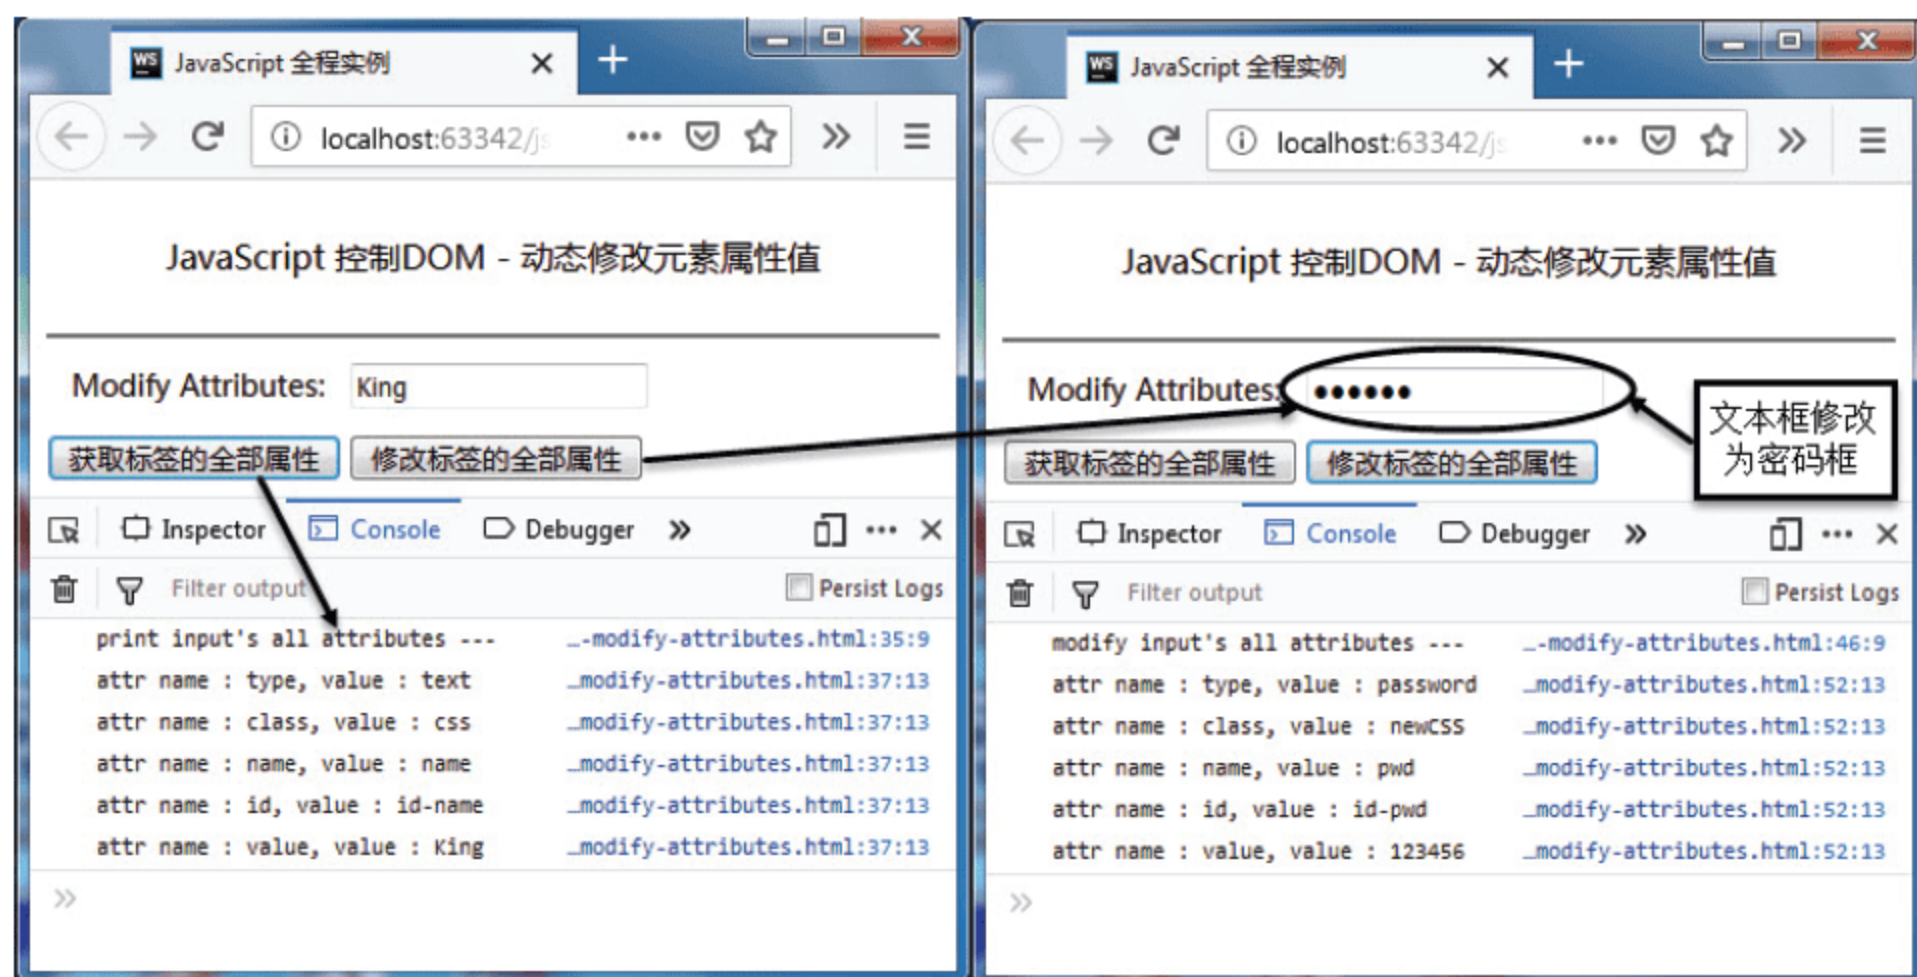 WS JavaScript 全程实例
localhost:63342/js
JavaScript 控制DOM - 动态修改元素属性值
Modify Attributes: King
获取标签的全部属性 修改标签的全部属性
Inspector Console Debugger
Filter output Persist Logs
print input's all attributes --- …-modify-attributes.html:35:9
attr name : type, value : text …modify-attributes.html:37:13
attr name : class, value : css …modify-attributes.html:37:13
attr name : name, value : name …modify-attributes.html:37:13
attr name : id, value : id-name …modify-attributes.html:37:13
attr name : value, value : King …modify-attributes.html:37:13
WS JavaScript 全程实例
localhost:63342/js
JavaScript 控制DOM - 动态修改元素属性值
Modify Attributes: ●●●●●●
文本框修改
为密码框
获取标签的全部属性 修改标签的全部属性
Inspector Console Debugger
Filter output Persist Logs
modify input's all attributes --- …-modify-attributes.html:46:9
attr name : type, value : password …modify-attributes.html:52:13
attr name : class, value : newCSS …modify-attributes.html:52:13
attr name : name, value : pwd …modify-attributes.html:52:13
attr name : id, value : id-pwd …modify-attributes.html:52:13
attr name : value, value : 123456 …modify-attributes.html:52:13